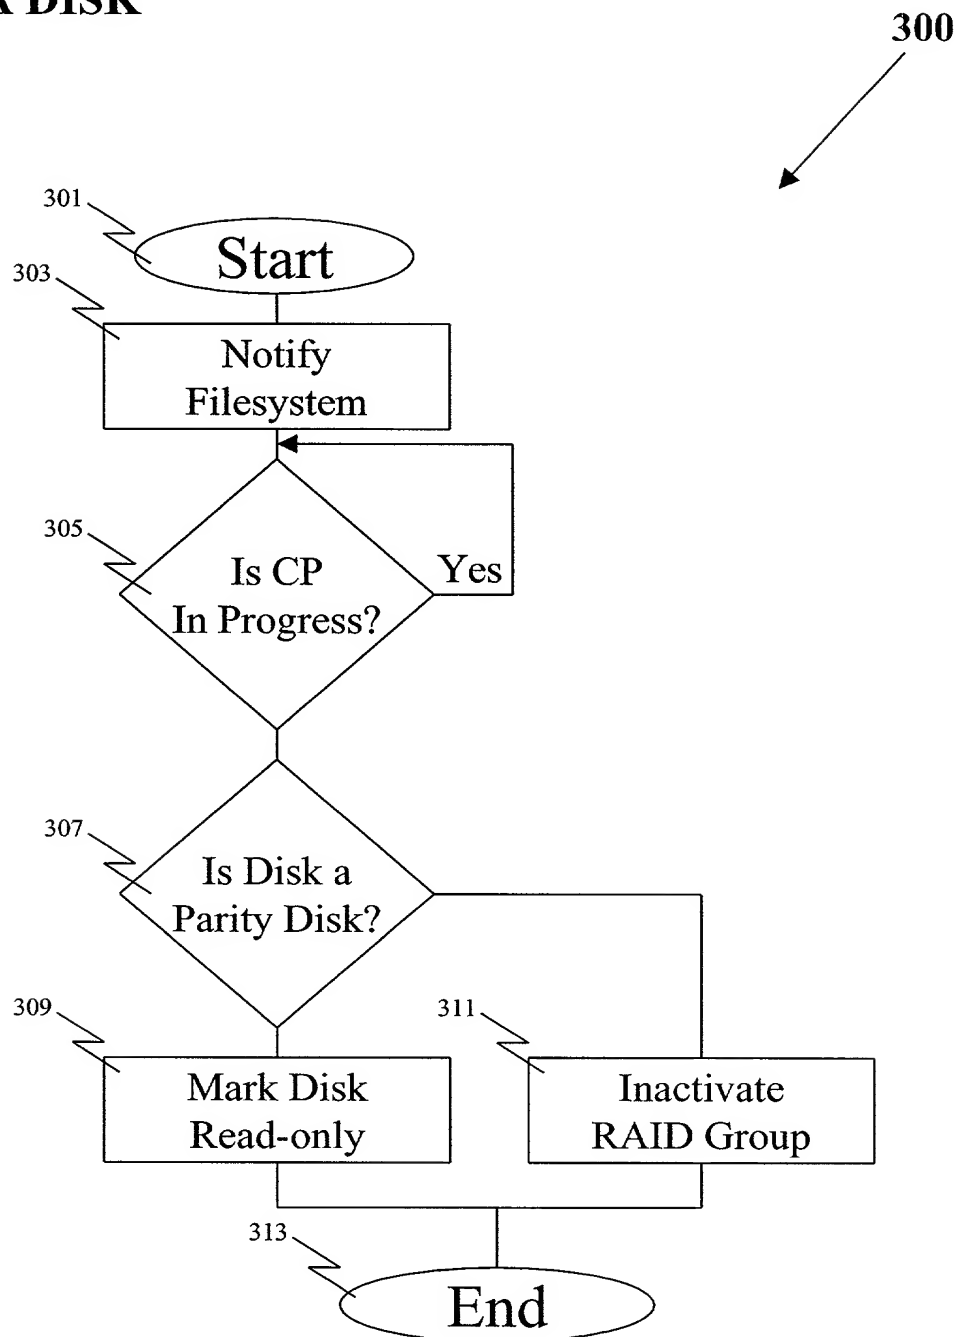 A DISK
300
301
Start
303
Notify
Filesystem
305
Is CP
In Progress?
Yes
307
Is Disk a
Parity Disk?
309
Mark Disk
Read-only
311
Inactivate
RAID Group
313
End